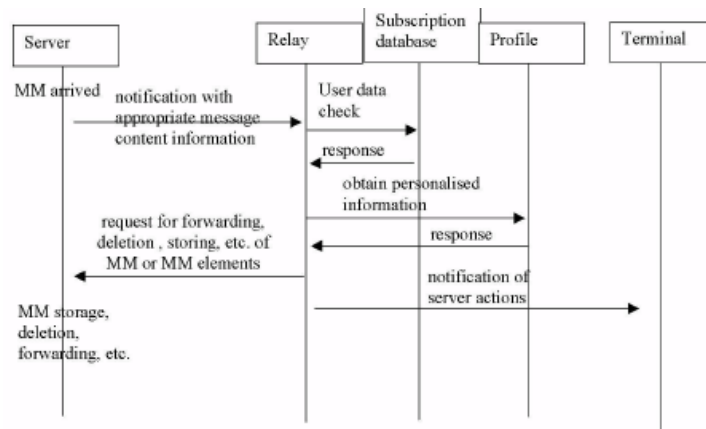 Server
Relay
Subscription
database
Profile
Terminal
MM arrived
notification with
appropriate message
content information
User data
check
response
obtain personalised
information
request for forwarding,
deletion , storing, etc. of
MM or MM elements
response
notification of
server actions
MM storage,
deletion,
forwarding, etc.